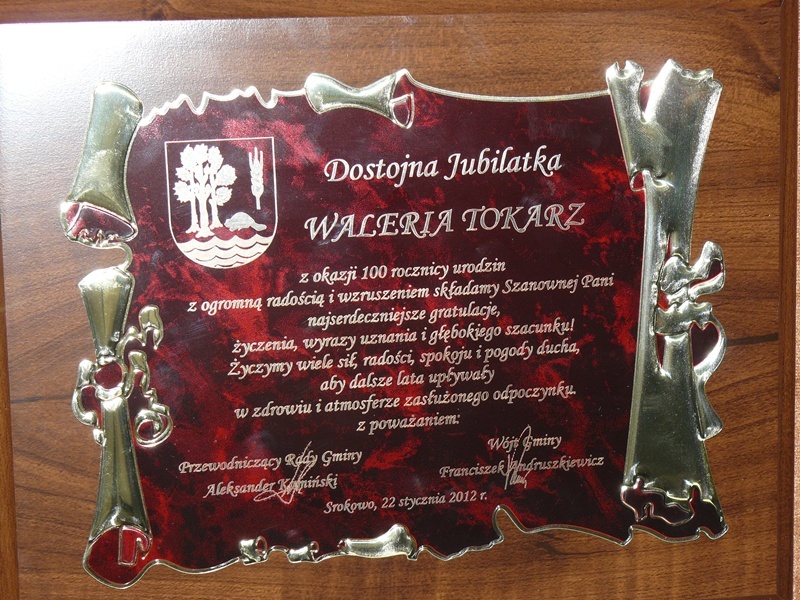 Dostojna Jubilatka
WALERIA TOKARZ
z okazji 100 rocznicy urodzin
z ogromną radością i wzruszeniem składamy Szanownej Pani
najserdeczniejsze gratulacje,
życzenia, wyrazy uznania i głębokiego szacunku!
Życzymy wiele sił, radości, spokoju i pogody ducha,
aby dalsze lata upływały
w zdrowiu i atmosferze zasłużonego odpoczynku.
z poważaniem:
Przewodniczący Rady Gminy
Aleksander Kamiński
Wójt Gminy
Franciszek Andruszkiewicz
Srokowo, 22 stycznia 2012 r.